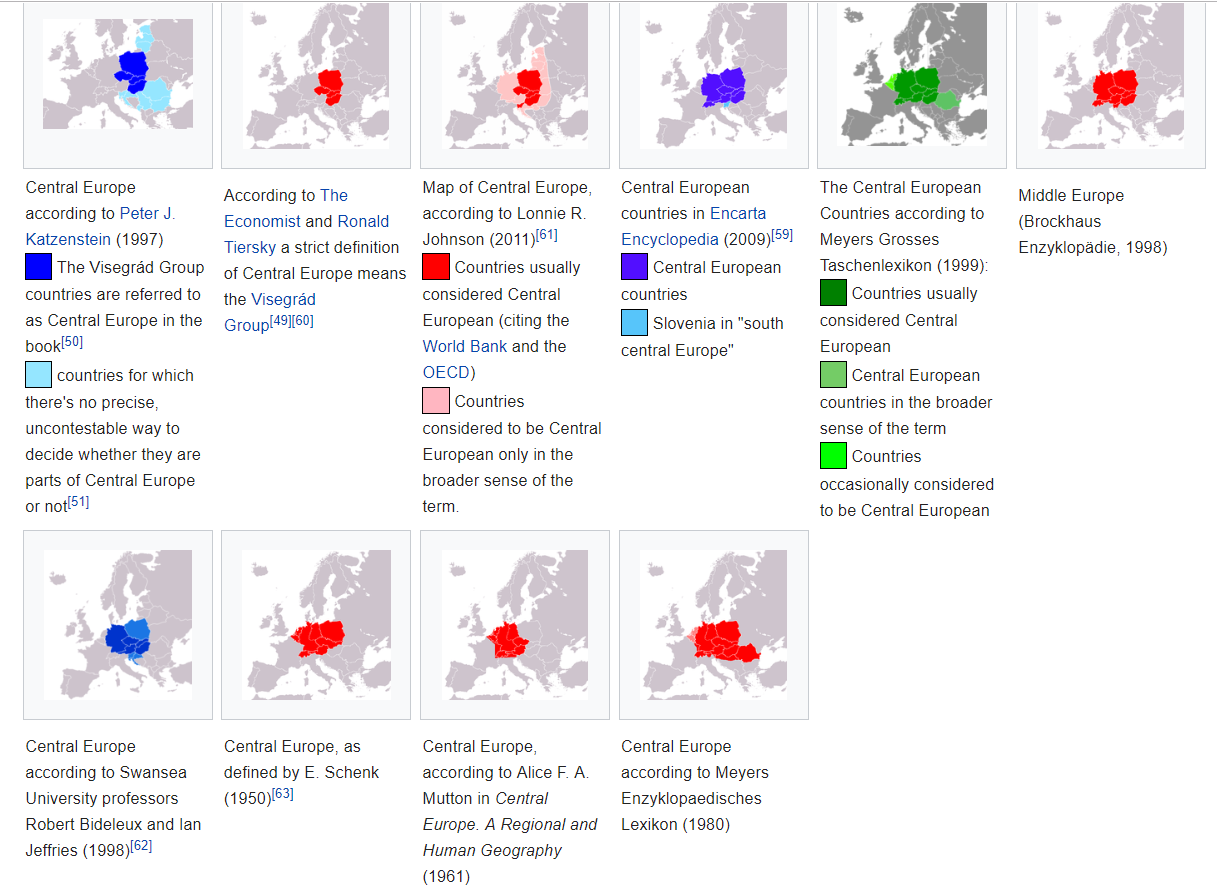 Central Europe
according to Peter J.
Katzenstein (1997)
The Visegrád Group
countries are referred to
as Central Europe in the
book[50]
countries for which
there's no precise,
uncontestable way to
decide whether they are
parts of Central Europe
or not[51]
According to The
Economist and Ronald
Tiersky a strict definition
of Central Europe means
the Visegrád
Group[49][60]
Map of Central Europe,
according to Lonnie R.
Johnson (2011)[61]
Countries usually
considered Central
European (citing the
World Bank and the
OECD)
Countries
considered to be Central
European only in the
broader sense of the
term.
Central European
countries in Encarta
Encyclopedia (2009)[59]
Central European
countries
Slovenia in "south
central Europe"
The Central European
Countries according to
Meyers Grosses
Taschenlexikon (1999):
Countries usually
considered Central
European
Central European
countries in the broader
sense of the term
Countries
occasionally considered
to be Central European
Middle Europe
(Brockhaus
Enzyklopädie, 1998)
Central Europe
according to Swansea
University professors
Robert Bideleux and Ian
Jeffries (1998)[62]
Central Europe, as
defined by E. Schenk
(1950)[63]
Central Europe,
according to Alice F. A.
Mutton in Central
Europe. A Regional and
Human Geography
(1961)
Central Europe
according to Meyers
Enzyklopaedisches
Lexikon (1980)